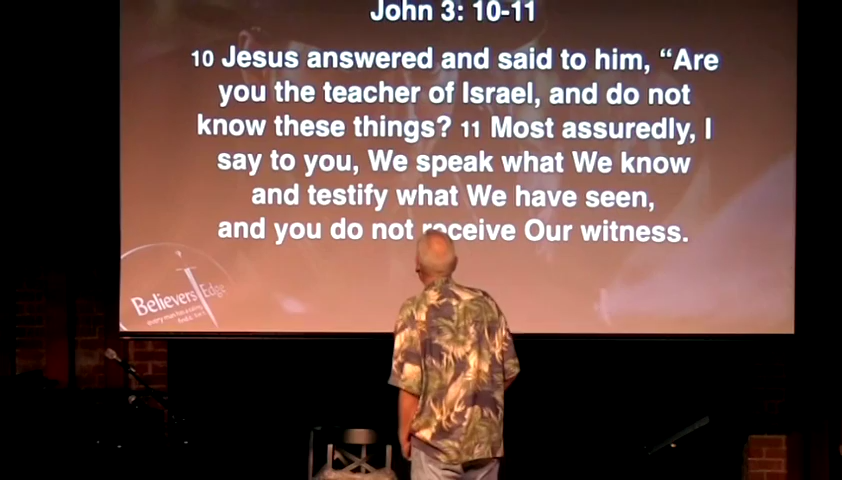 John 3: 10-11
10 Jesus answered and said to him, “Are
you the teacher of Israel, and do not
know these things? 11 Most assuredly, I
say to you, We speak what We know
and testify what We have seen,
and you do not receive Our witness.
Believers Edge